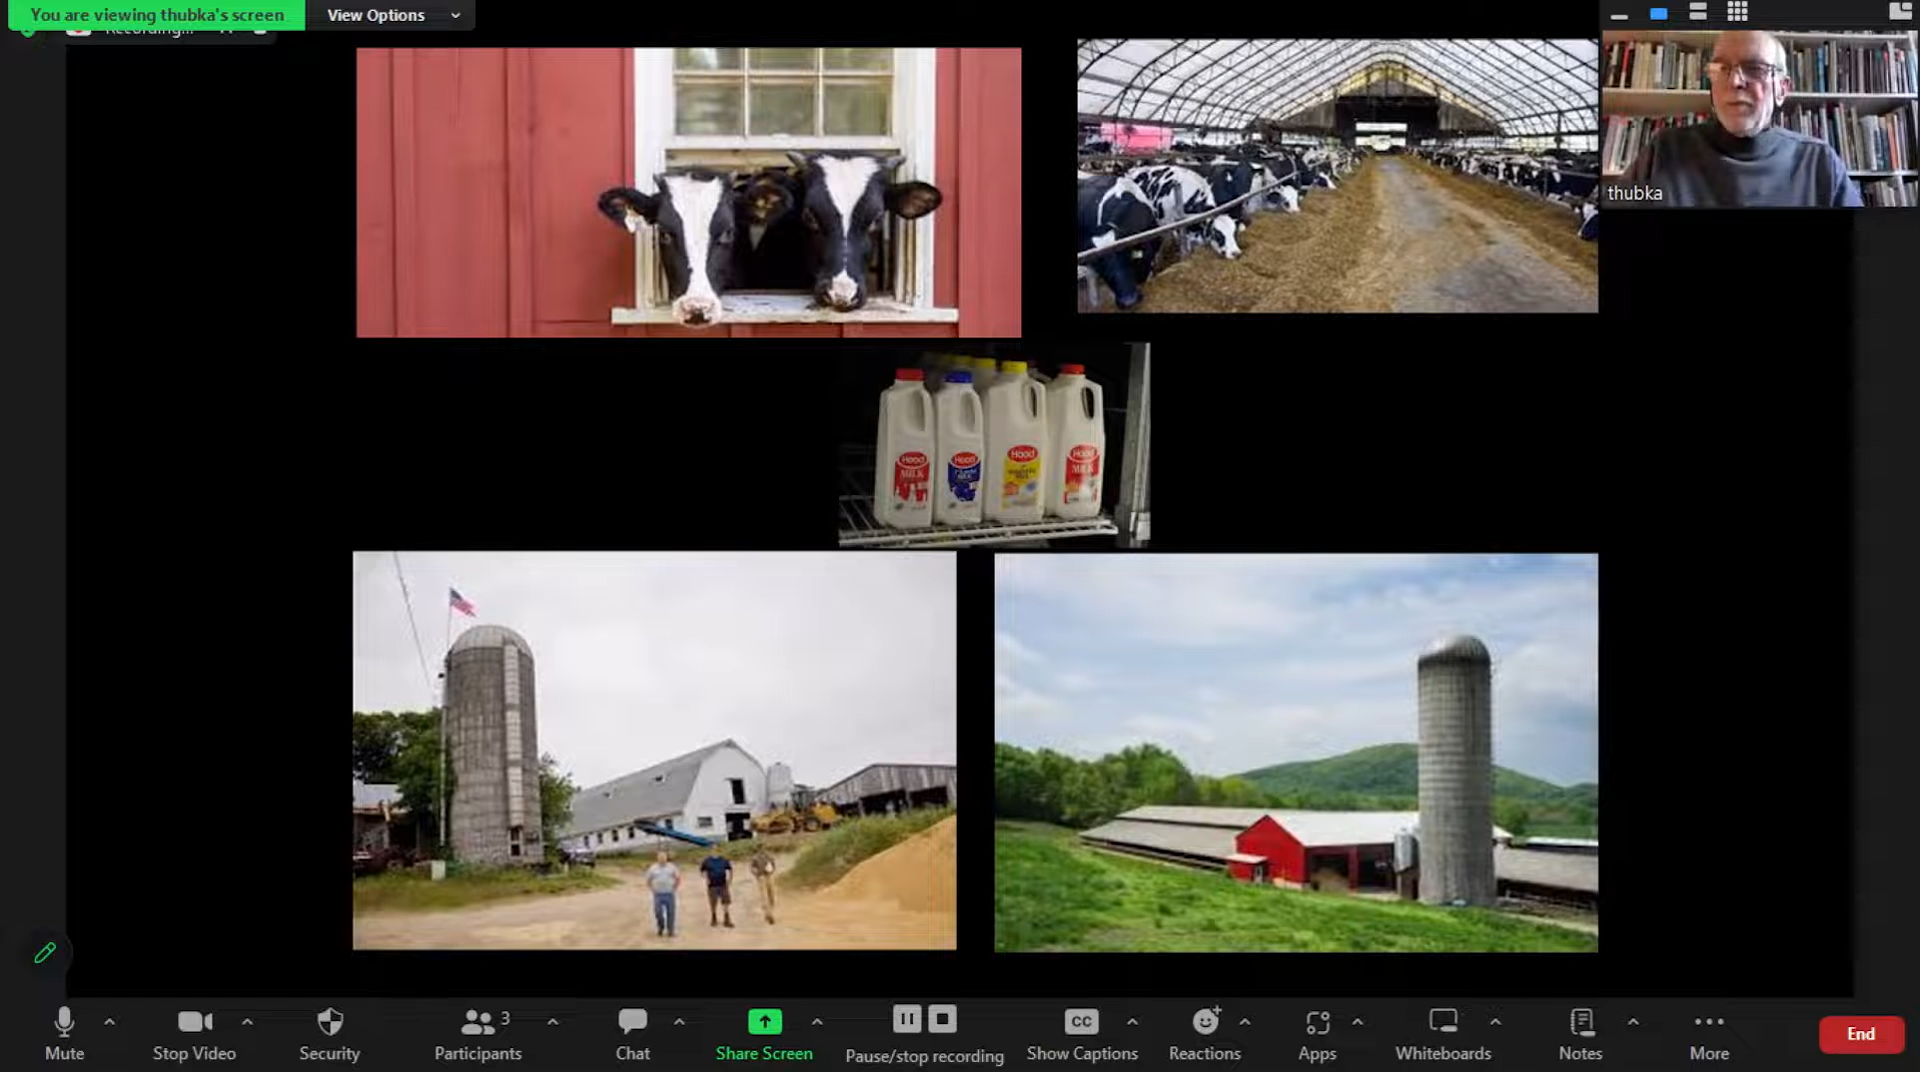 You are viewing thubka's screen
View Options
Recording...
thubka
Hood
MILK
Hood
Hood
Hood
MILK
3
Mute
Stop Video
Security
Participants
Chat
Share Screen
Pause/stop recording
CC
Show Captions
Reactions
Apps
Whiteboards
Notes
More
End